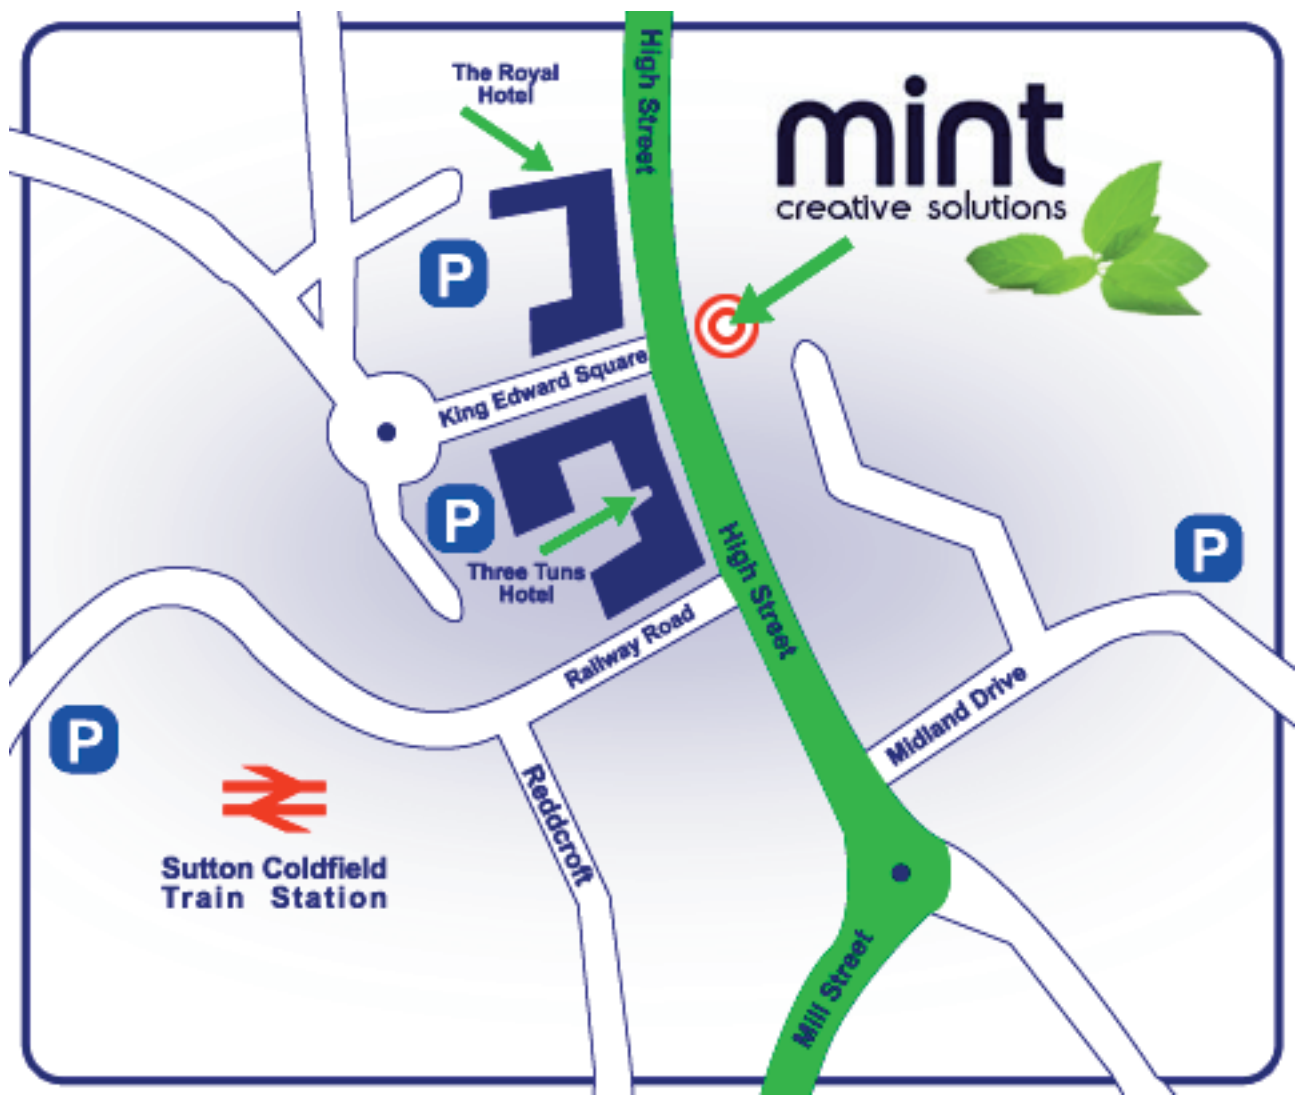 The Royal
Hotel
High Street
mint
creative solutions
P
King Edward Square
P
Three Tuns
Hotel
High Street
P
Railway Road
Midland Drive
P
Reddcroft
Sutton Coldfield
Train Station
Mill Street